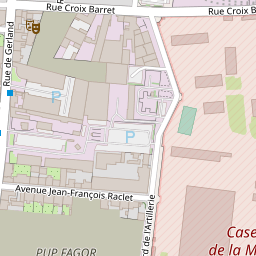 Rue Croix Barret
Rue Croix Barret
Rue de Gerland
P
P
Avenue Jean-François Raclet
Case
de la M
rd de l'Artillerie
PUP FAGOR